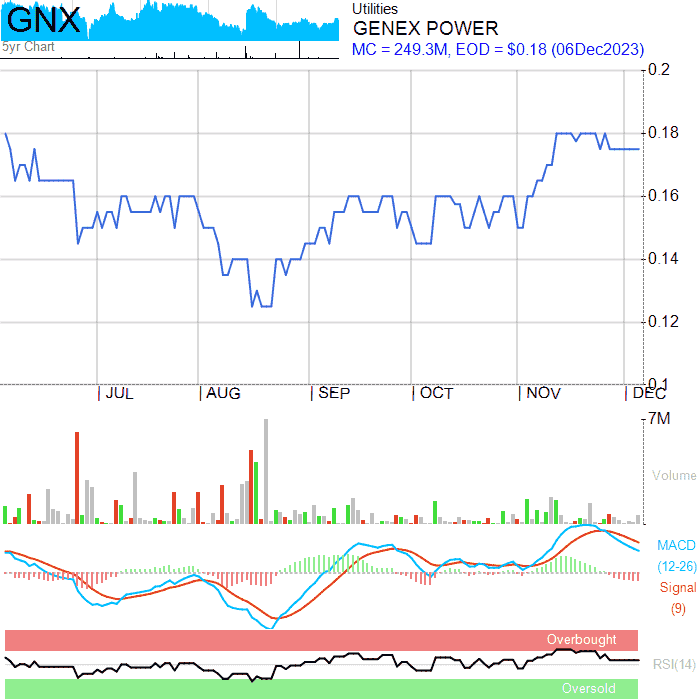 GNX
5yr Chart
Utilities
GENEX POWER
MC = 249.3M, EOD = $0.18 (06Dec2023)
0.2
0.18
0.16
0.14
0.12
0.1
JUL AUG SEP OCT NOV DEC
7M
Volume
MACD
(12-26)
Signal
(9)
Overbought
RSI(14)
Oversold